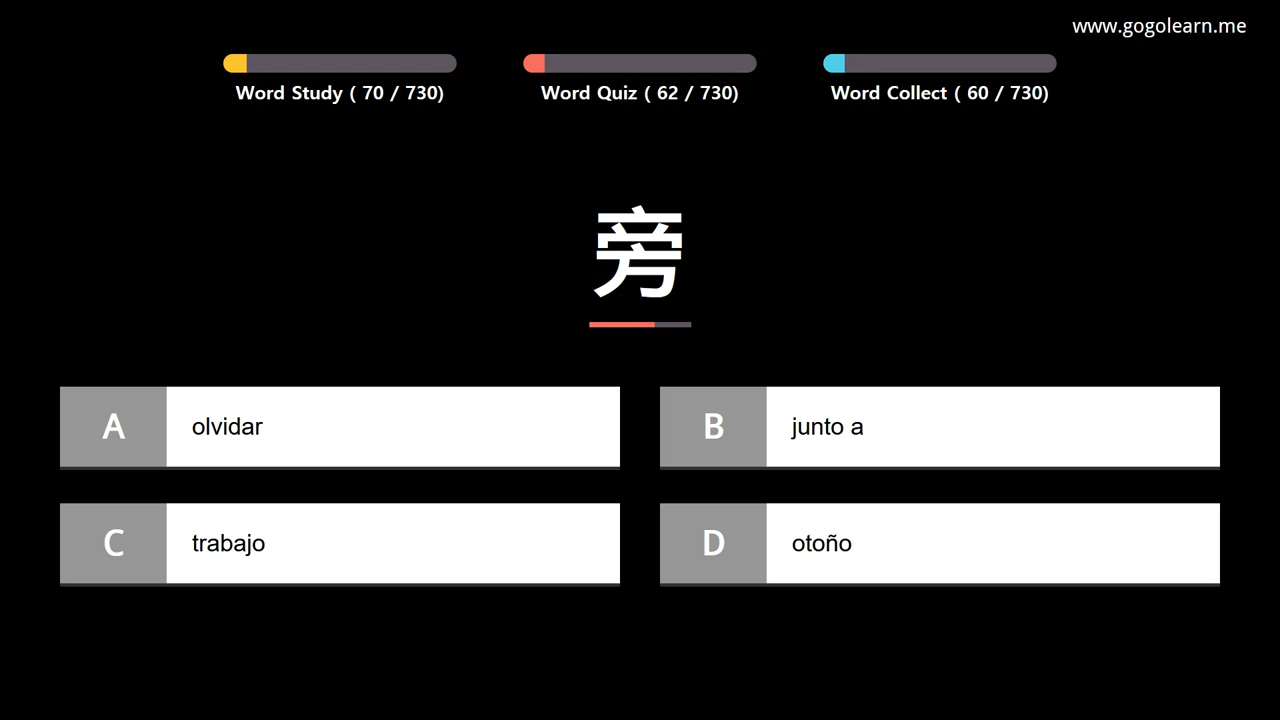 www.gogolearn.me
Word Study ( 70 / 730)
Word Quiz ( 62 / 730)
Word Collect ( 60 / 730)
旁
A olvidar
B junto a
C trabajo
D otoño